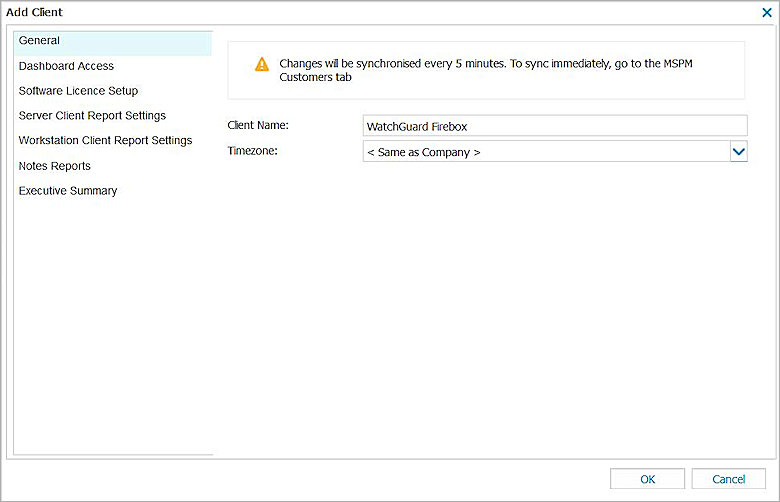 Add Client
General
Dashboard Access
Software Licence Setup
Server Client Report Settings
Workstation Client Report Settings
Notes Reports
Executive Summary
Changes will be synchronised every 5 minutes. To sync immediately, go to the MSPM
Customers tab
Client Name: WatchGuard Firebox
Timezone: < Same as Company >
OK Cancel